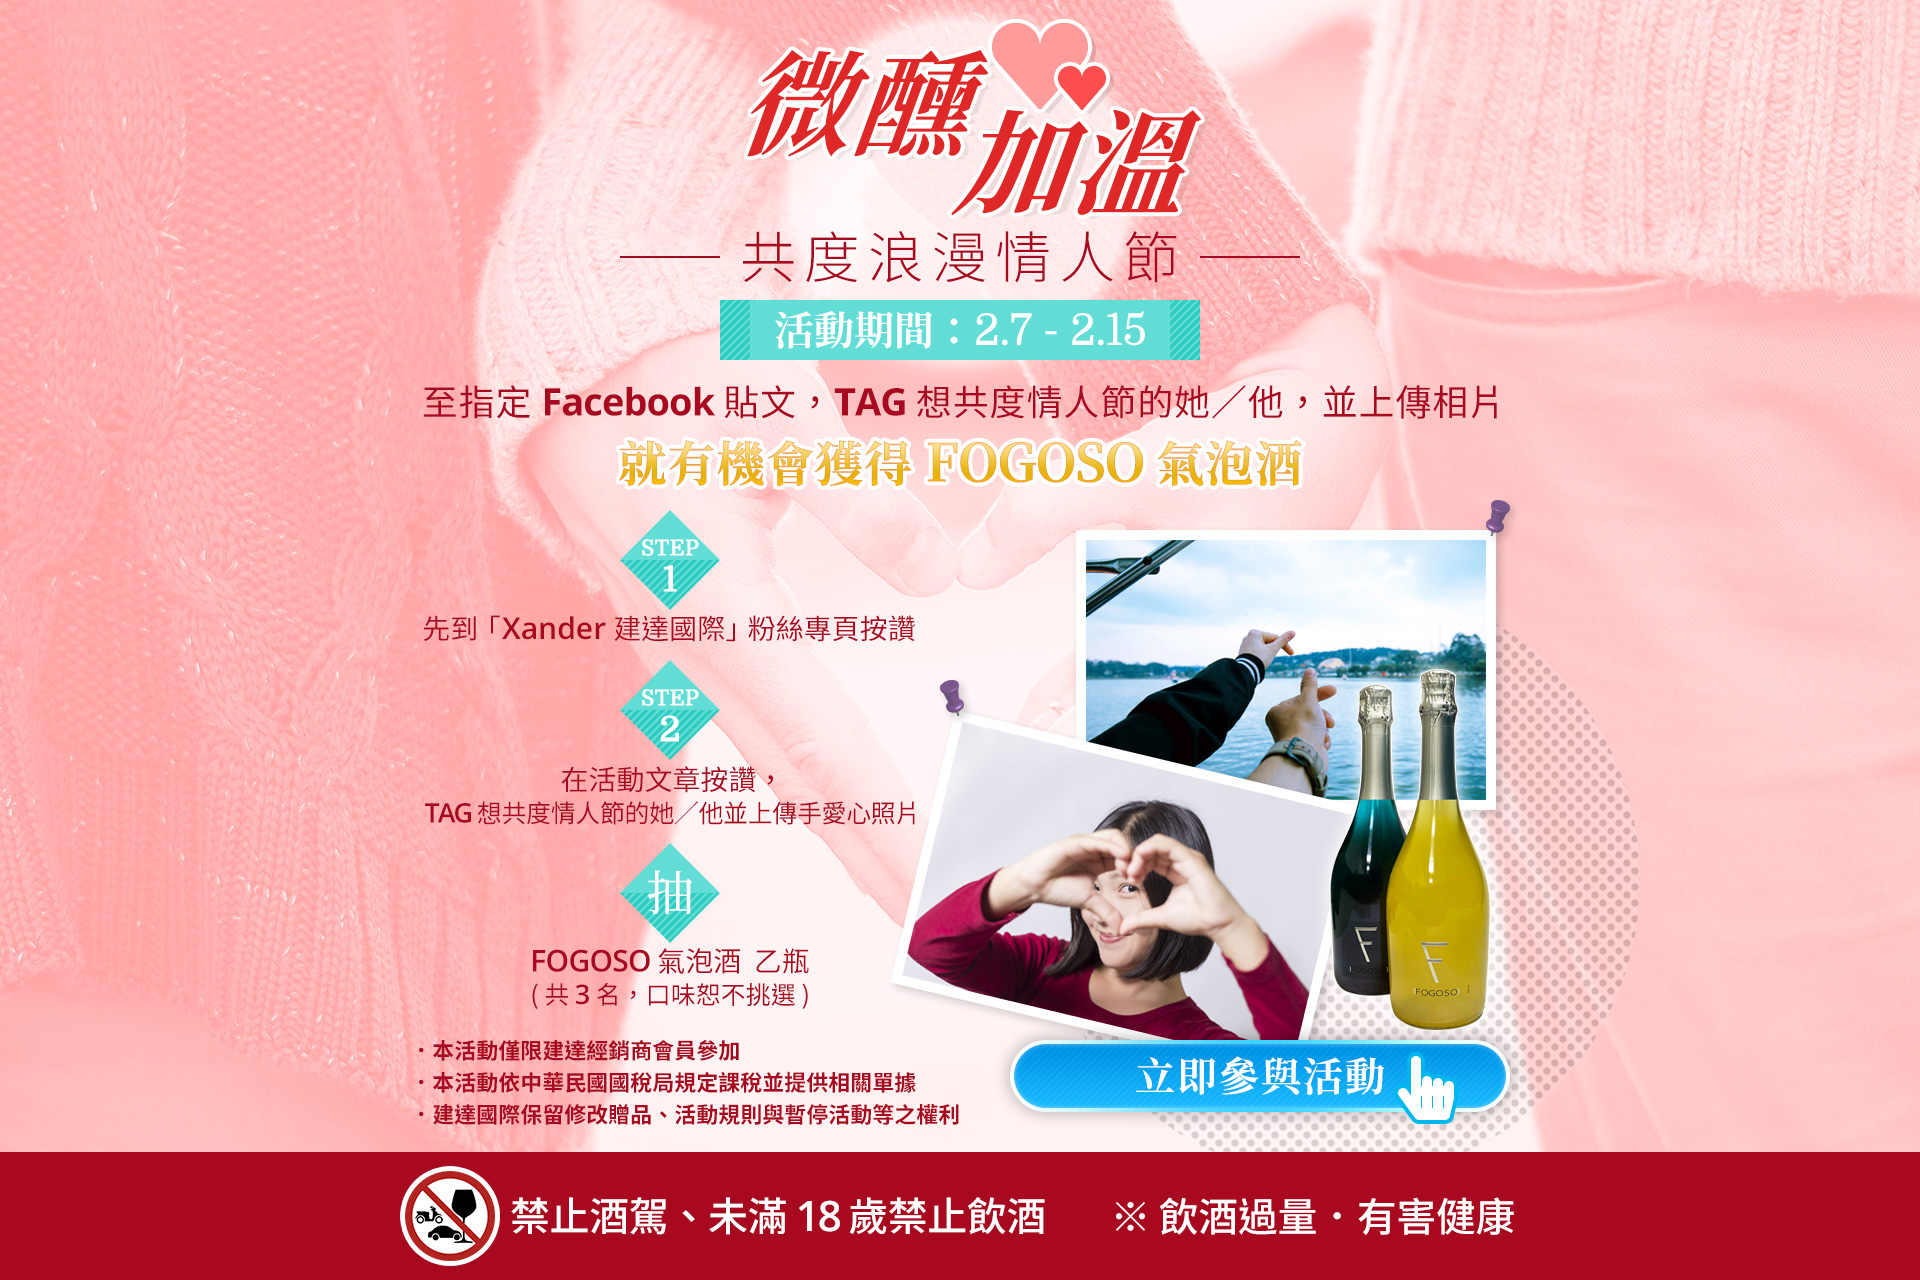 微醺
加溫
共度浪漫情人節
活動期間：2.7 - 2.15
至指定 Facebook 貼文，TAG 想共度情人節的她／他，並上傳相片
就有機會獲得 FOGOSO 氣泡酒
STEP
1
先到「Xander 建達國際」粉絲專頁按讚
STEP
2
在活動文章按讚，
TAG 想共度情人節的她／他並上傳手愛心照片
抽
FOGOSO 氣泡酒 乙瓶
( 共 3 名，口味恕不挑選 )
F
FOGOSO
F
FOGOSO
・本活動僅限建達經銷商會員參加
・本活動依中華民國國稅局規定課稅並提供相關單據
・建達國際保留修改贈品、活動規則與暫停活動等之權利
立即參與活動
禁止酒駕、未滿 18 歲禁止飲酒 ※ 飲酒過量．有害健康